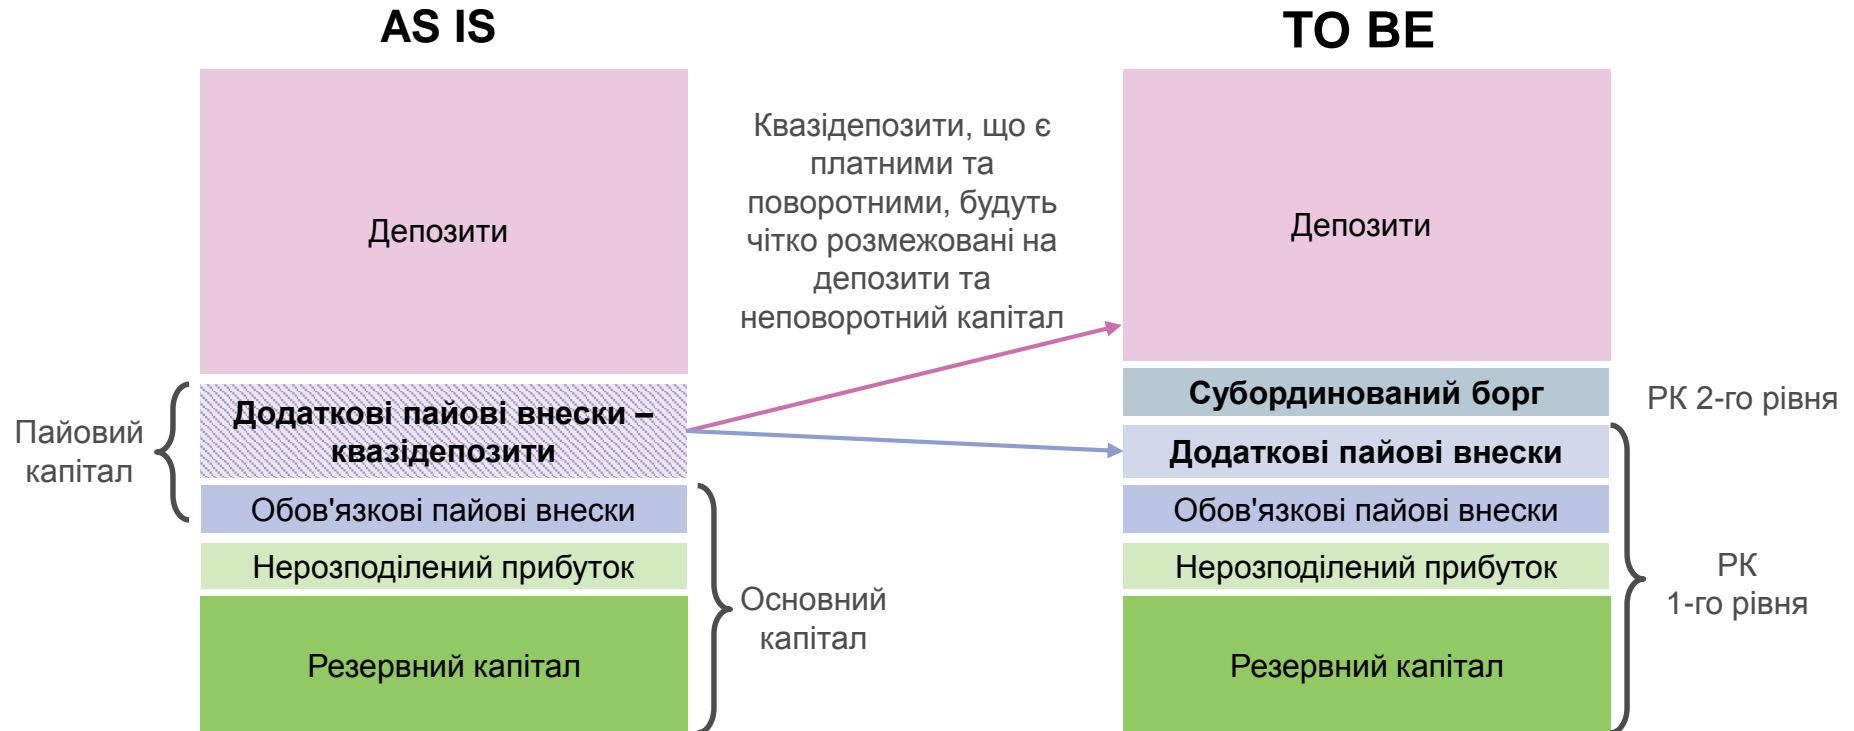 AS IS
TO BE
Депозити
Квазідепозити, що є
платними та
поворотними, будуть
чітко розмежовані на
депозити та
неповоротний капітал
Депозити
Пайовий
капітал
Додаткові пайові внески –
квазідепозити
Обов'язкові пайові внески
Нерозподілений прибуток
Резервний капітал
Основний
капітал
Субординований борг
РК 2-го рівня
Додаткові пайові внески
Обов'язкові пайові внески
Нерозподілений прибуток
Резервний капітал
РК
1-го рівня